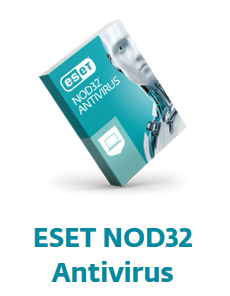 eset
NOD32
ANTIVIRUS
ESET NOD32
Antivirus